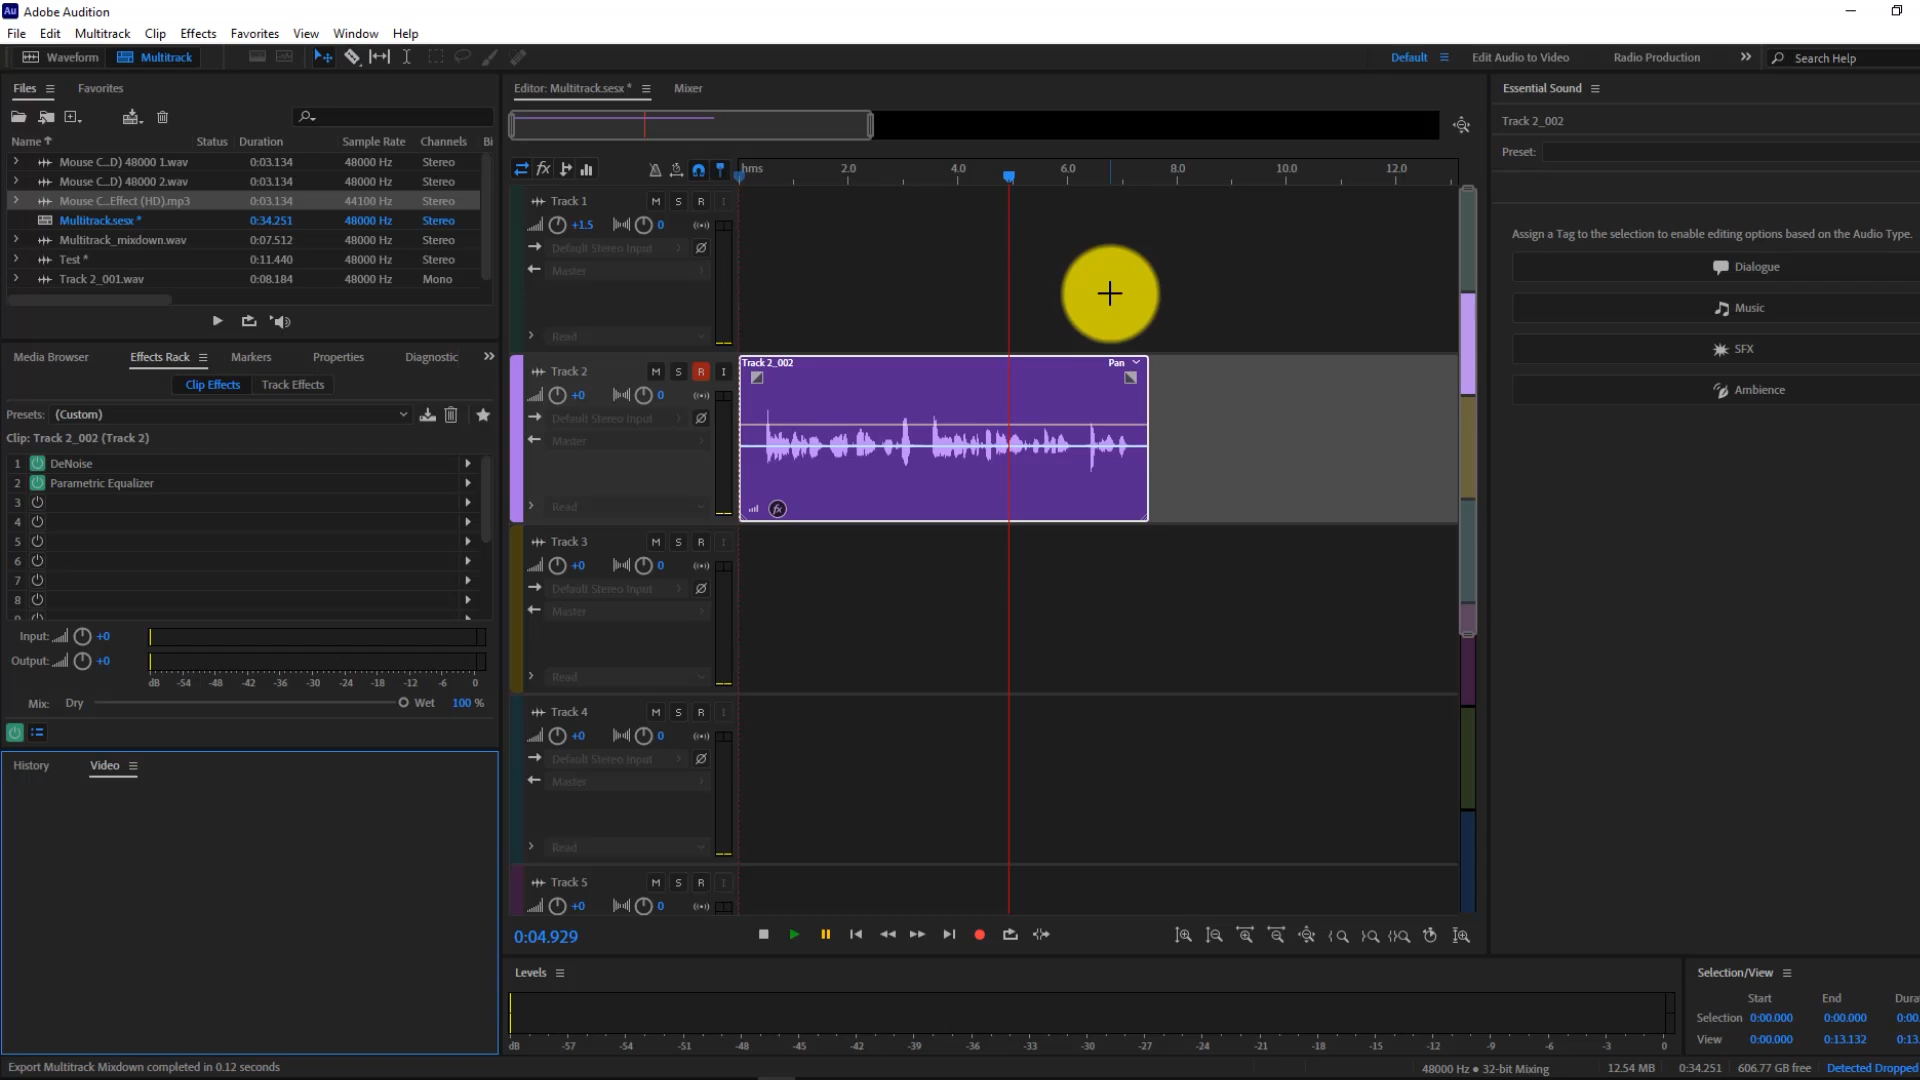 Au Adobe Audition
File Edit Multitrack Clip Effects Favorites View Window Help
Waveform Multitrack Default Edit Audio to Video Radio Production Search Help
Files Favorites
Name Status Duration Sample Rate Channels Bi
Mouse C...D) 48000 1.wav 0:03.134 48000 Hz Stereo
Mouse C...D) 48000 2.wav 0:03.134 48000 Hz Stereo
Mouse C...Effect (HD).mp3 0:03.134 44100 Hz Stereo
Multitrack.sesx * 0:34.251 48000 Hz Stereo
Multitrack_mixdown.wav 0:07.512 48000 Hz Stereo
Test * 0:11.440 48000 Hz Stereo
Track 2_001.wav 0:08.184 48000 Hz Mono
Media Browser Effects Rack Markers Properties Diagnostic
Clip Effects Track Effects
Presets: (Custom)
Clip: Track 2_002 (Track 2)
1 DeNoise
2 Parametric Equalizer
3
4
5
6
7
8
Input: +0
Output: +0
dB -54 -48 -42 -36 -30 -24 -18 -12 -6 0
Mix: Dry Wet 100 %
History Video
Editor: Multitrack.sesx * Mixer
fx hms 2.0 4.0 6.0 8.0 10.0 12.0
Track 1 M S R I
+1.5 0
Default Stereo Input
Master
Read
Track 2 M S R I
+0 0
Default Stereo Input
Master
Read
Track 2_002 Pan
fx
Track 3 M S R I
+0 0
Default Stereo Input
Master
Read
Track 4 M S R I
+0 0
Default Stereo Input
Master
Read
Track 5 M S R I
+0 0
0:04.929
Levels
dB -57 -54 -51 -48 -45 -42 -39 -36 -33 -30 -27 -24 -21 -18 -15 -12 -9 -6 -3 0
Essential Sound
Track 2_002
Preset:
Assign a Tag to the selection to enable editing options based on the Audio Type.
Dialogue
Music
SFX
Ambience
Selection/View
Start End Dura
Selection 0:00.000 0:00.000 0:00.
View 0:00.000 0:13.132 0:13.
Export Multitrack Mixdown completed in 0.12 seconds
48000 Hz ● 32-bit Mixing 12.54 MB 0:34.251 606.77 GB free Detected Dropped